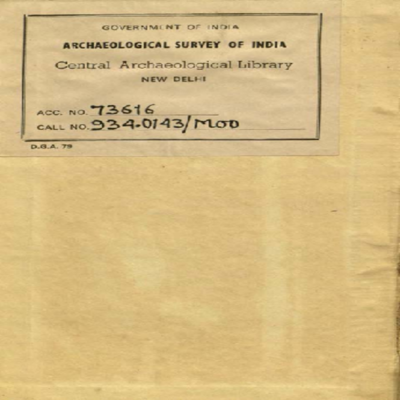 GOVERNMENT OF INDIA
ARCHAEOLOGICAL SURVEY OF INDIA
Central Archaeological Library
NEW DELHI
ACC. NO. 73616
CALL NO. 934.0143/Moo
D.G.A. 79